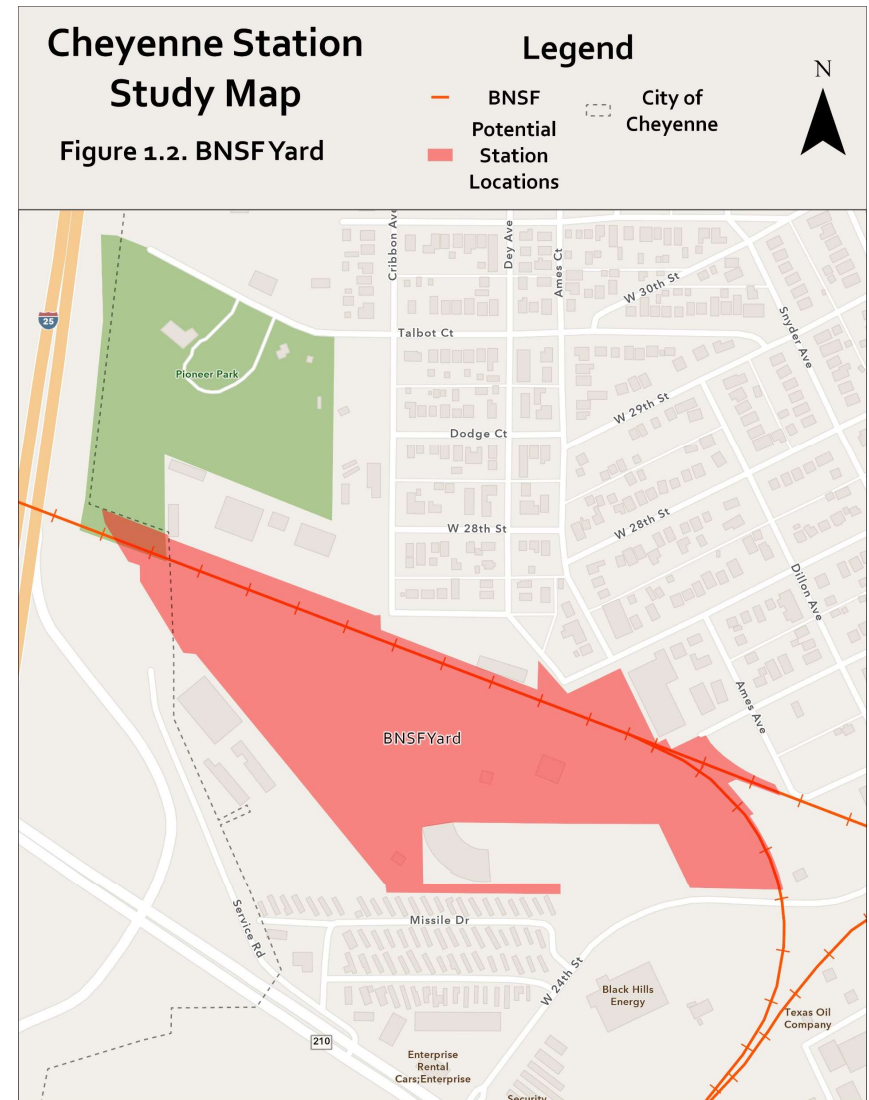 Cheyenne Station
Study Map
Figure 1.2. BNSF Yard
Legend
BNSF
Potential
Station
Locations
City of
Cheyenne
N
Cribbon Ave
Dey Ave
Ames Ct
W 30th St
Snyder Ave
25
Talbot Ct
Pioneer Park
W 29th St
Dodge Ct
W 28th St
W 28th St
Dillon Ave
Ames Ave
BNSF Yard
Service Rd
Missile Dr
W 24th St
Black Hills
Energy
Texas Oil
Company
210
Enterprise
Rental
Cars;Enterprise
Security